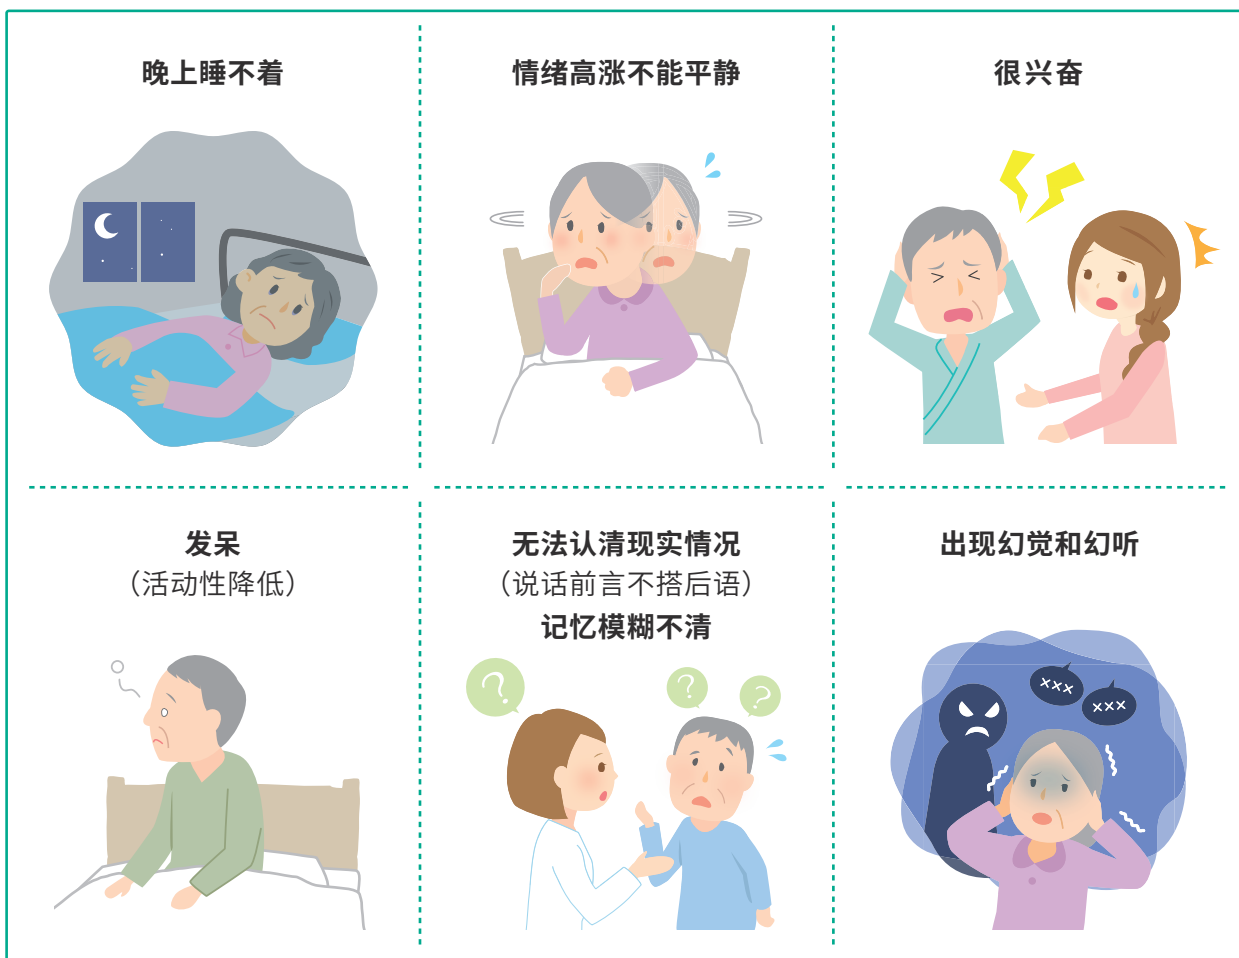 晚上睡不着
情绪高涨不能平静
很兴奋
发呆
（活动性降低）
无法认清现实情况
（说话前言不搭后语）
记忆模糊不清
出现幻觉和幻听
?
?
?
×××
×××